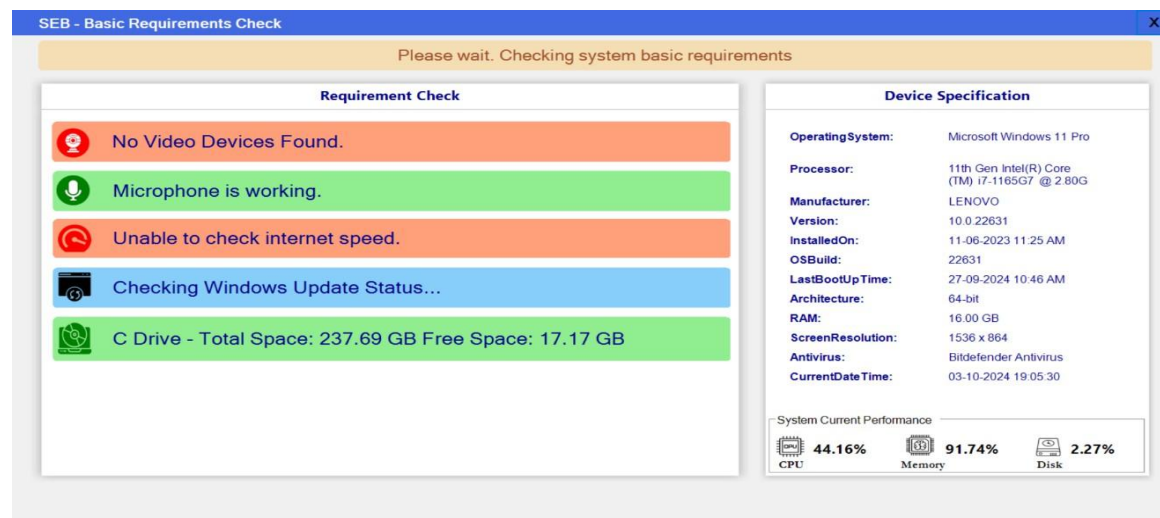 SEB - Basic Requirements Check
X
Please wait. Checking system basic requirements
Requirement Check
No Video Devices Found.
Microphone is working.
Unable to check internet speed.
Checking Windows Update Status...
C Drive - Total Space: 237.69 GB Free Space: 17.17 GB
Device Specification
OperatingSystem: Microsoft Windows 11 Pro
Processor: 11th Gen Intel(R) Core
(TM) i7-1165G7 @ 2.80G
Manufacturer: LENOVO
Version: 10.0.22631
InstalledOn: 11-06-2023 11:25 AM
OSBuild: 22631
LastBootUpTime: 27-09-2024 10:46 AM
Architecture: 64-bit
RAM: 16.00 GB
ScreenResolution: 1536 x 864
Antivirus: Bitdefender Antivirus
CurrentDateTime: 03-10-2024 19:05:30
System Current Performance
44.16% 91.74% 2.27%
CPU Memory Disk